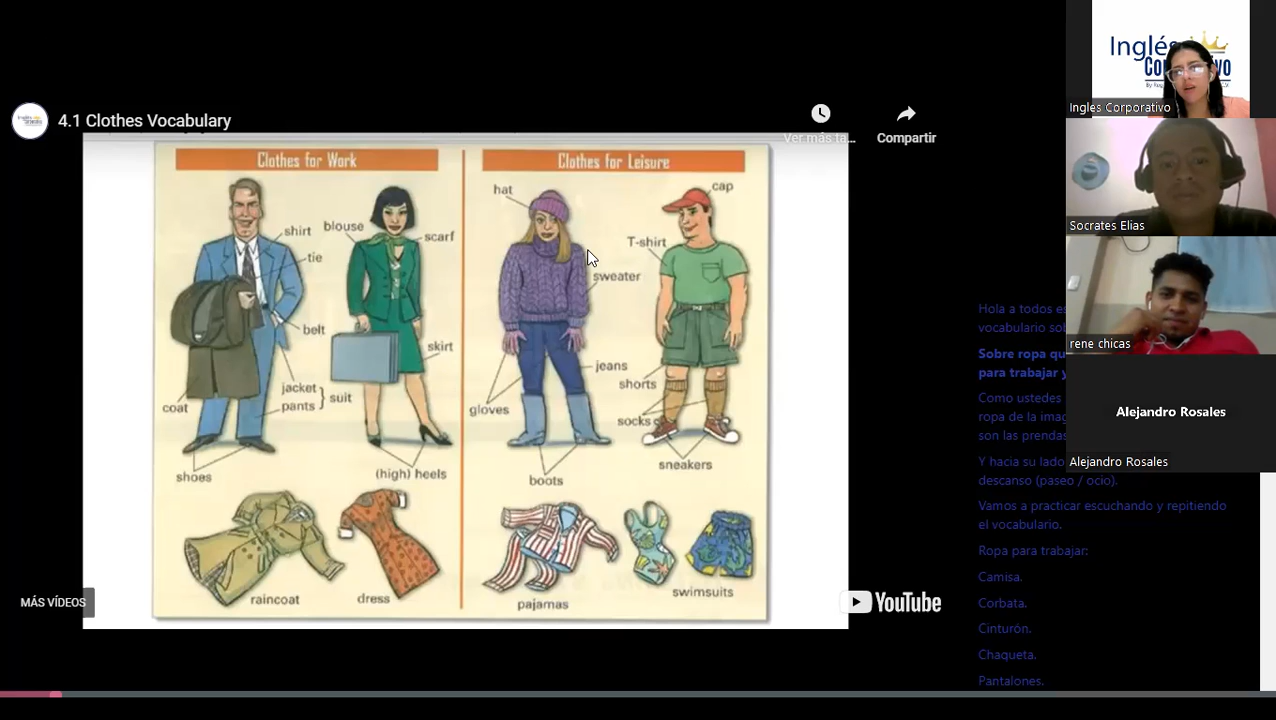 4.1 Clothes Vocabulary
Ver más ta...
Compartir
Clothes for Work
Clothes for Leisure
shirt
tie
blouse
scarf
belt
skirt
jacket
pants
suit
coat
shoes
(high) heels
raincoat
dress
hat
cap
T-shirt
sweater
jeans
shorts
gloves
socks
sneakers
boots
pajamas
swimsuits
MÁS VÍDEOS
YouTube
Hola a todos
vocabulario
Sobre ropa
para trabajar
Como ustedes
ropa de la
son las prendas
Y hacia su lado
descanso (paseo / ocio).
Vamos a practicar escuchando y repitiendo
el vocabulario.
Ropa para trabajar:
Camisa.
Corbata.
Cinturón.
Chaqueta.
Pantalones.
Inglés
Ingles Corporativo
Socrates Elias
rene chicas
Alejandro Rosales
Alejandro Rosales